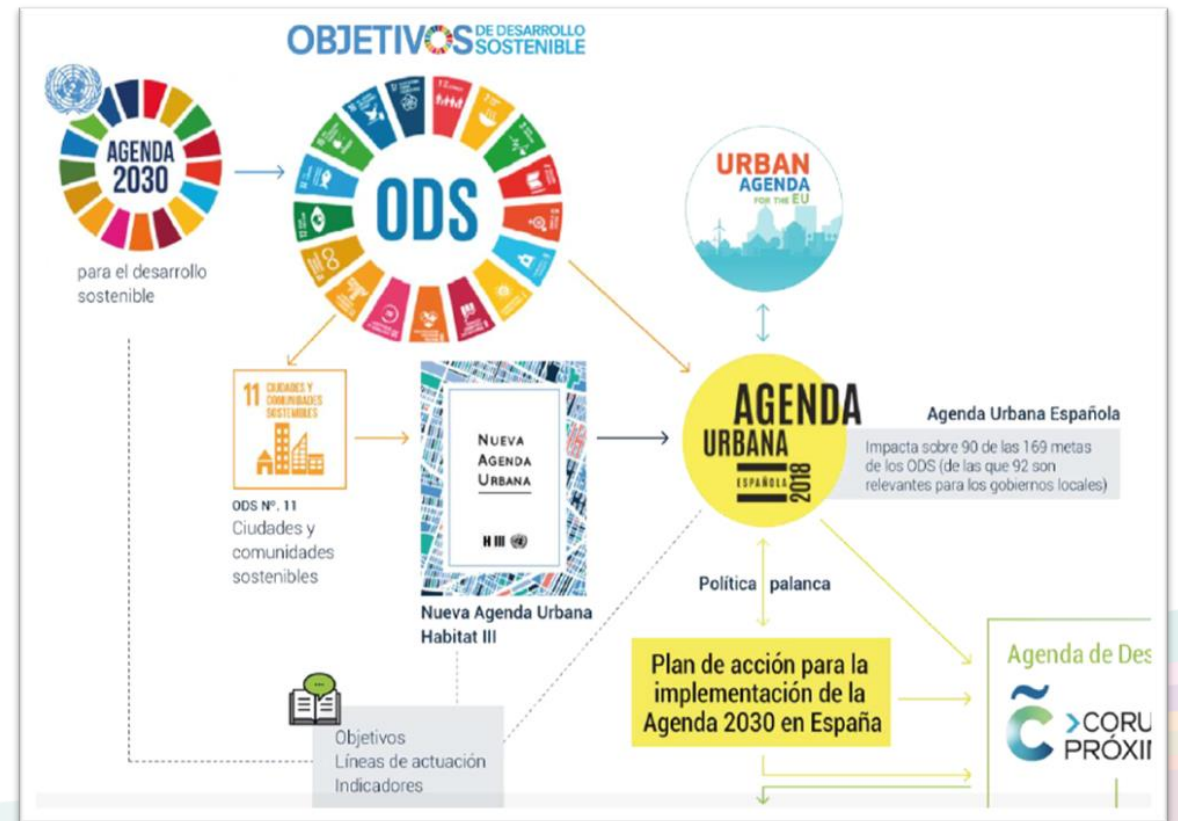 OBJETIVOS DE DESARROLLO
SOSTENIBLE
AGENDA
2030
para el desarrollo
sostenible
ODS
URBAN
AGENDA
FOR THE EU
11 CIUDADES Y
COMUNIDADES
SOSTENIBLES
ODS Nº. 11
Ciudades y
comunidades
sostenibles
NUEVA
AGENDA
URBANA
H III
Nueva Agenda Urbana
Habitat III
AGENDA
URBANA
ESPAÑOLA
2018
Agenda Urbana Española
Impacta sobre 90 de las 169 metas
de los ODS (de las que 92 son
relevantes para los gobiernos locales)
Política palanca
Plan de acción para la
implementación de la
Agenda 2030 en España
Agenda de Des
>CORU
PRÓXI
Objetivos
Líneas de actuación
Indicadores